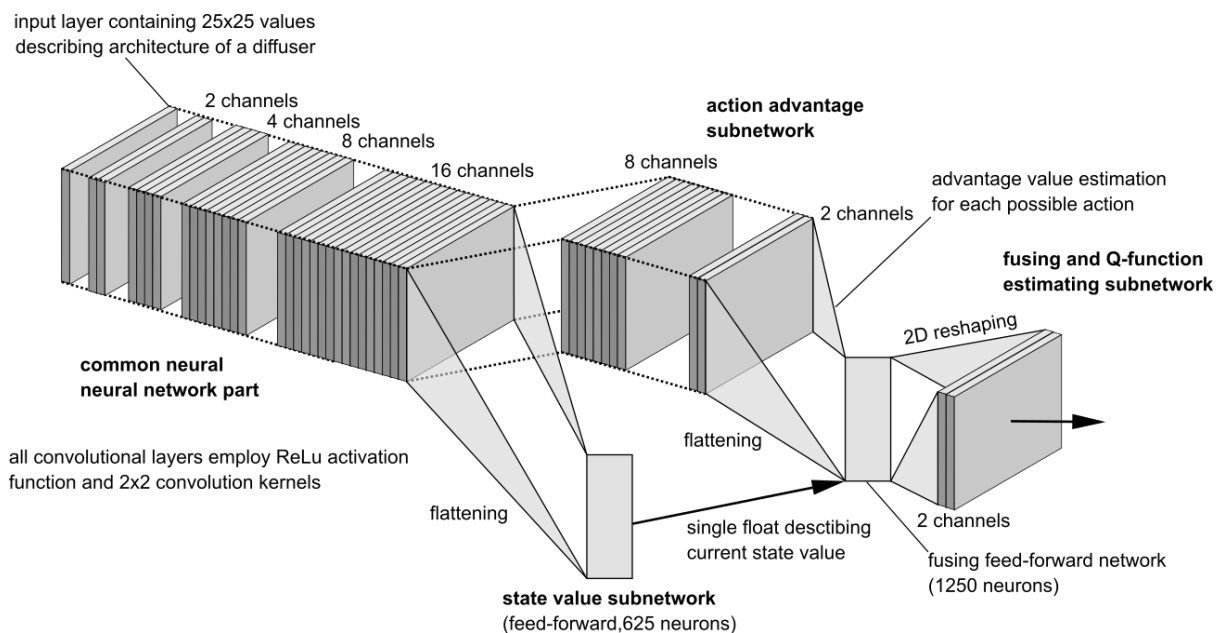 input layer containing 25x25 values
describing architecture of a diffuser
2 channels
4 channels
8 channels
16 channels
common neural
neural network part
all convolutional layers employ ReLu activation
function and 2x2 convolution kernels
flattening
state value subnetwork
(feed-forward,625 neurons)
action advantage
subnetwork
8 channels
2 channels
flattening
single float desctibing
current state value
advantage value estimation
for each possible action
fusing and Q-function
estimating subnetwork
2D reshaping
2 channels
fusing feed-forward network
(1250 neurons)